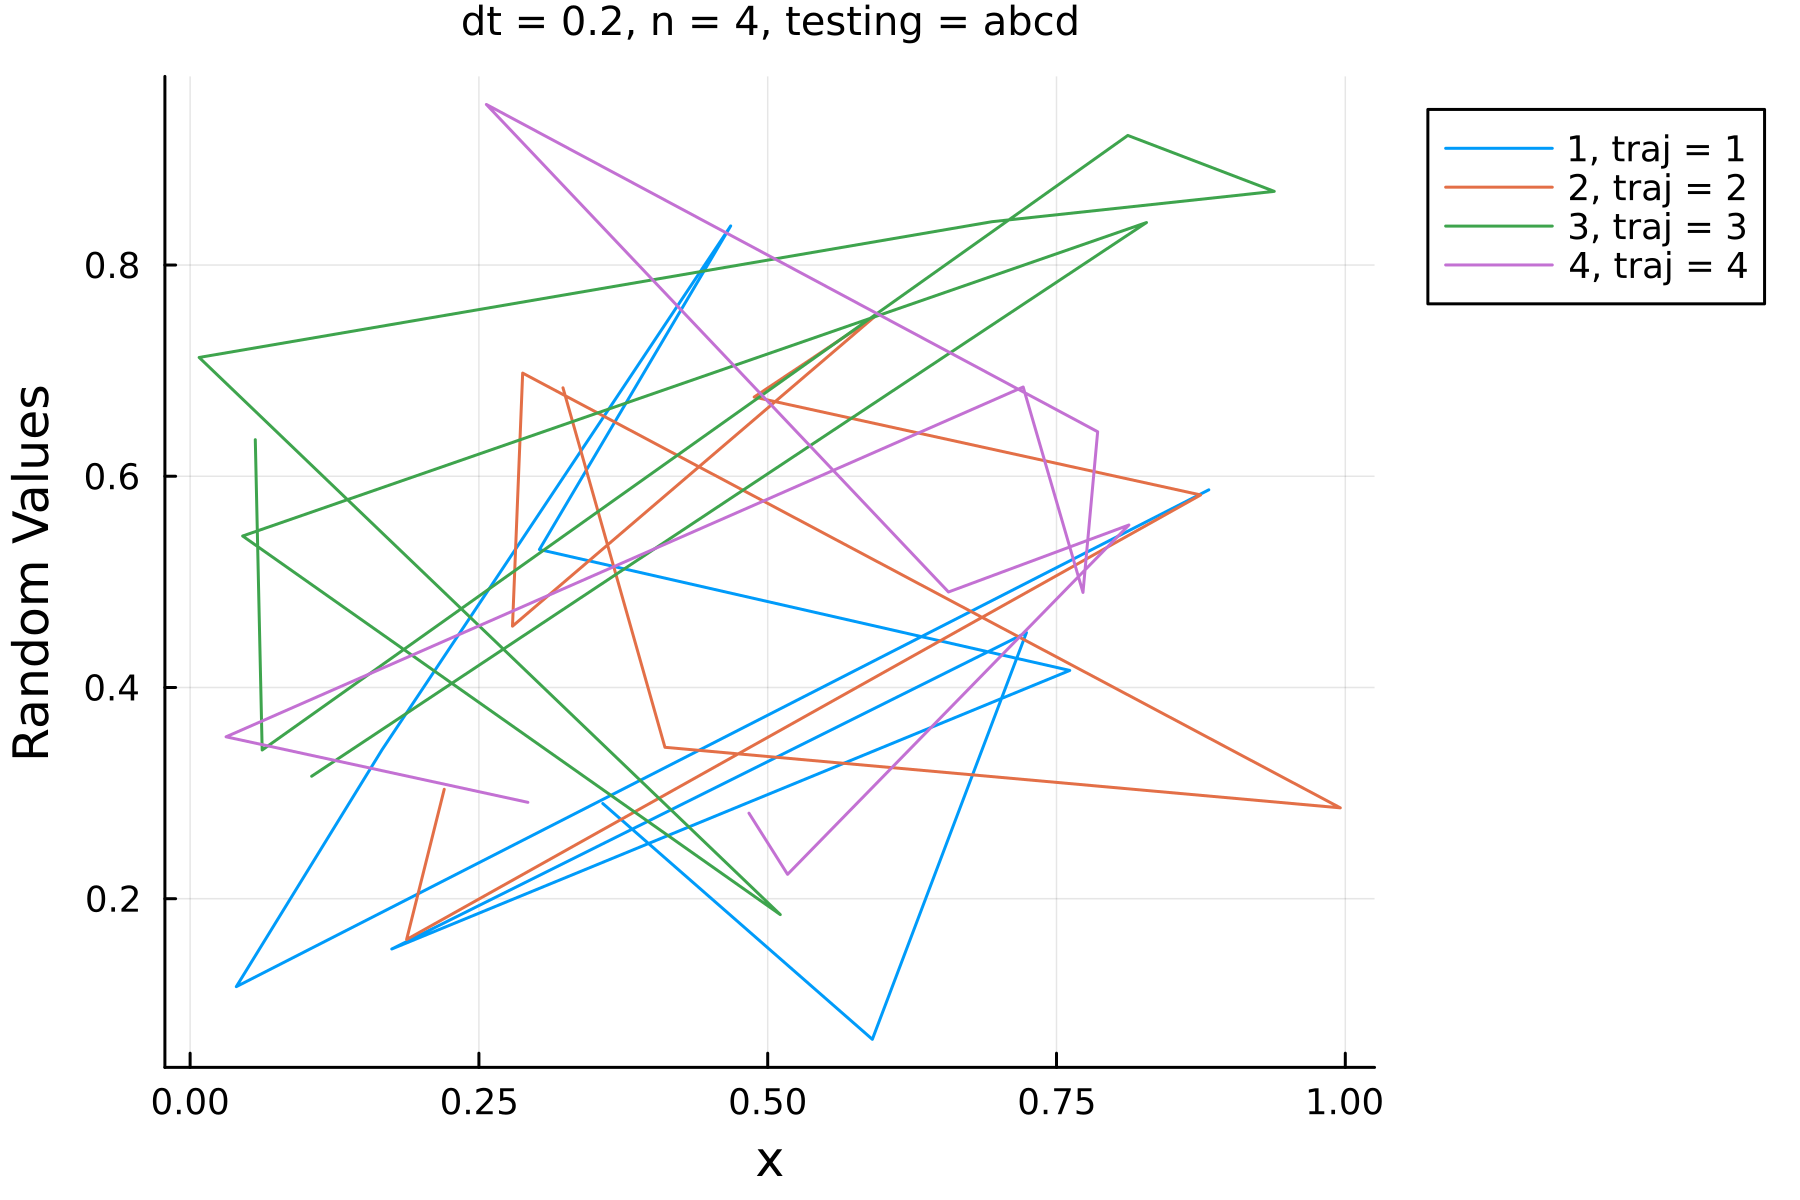 dt = 0.2, n = 4, testing = abcd
1, traj = 1
2, traj = 2
3, traj = 3
4, traj = 4
Random Values
0.8
0.6
0.4
0.2
0.00 0.25 0.50 0.75 1.00
x